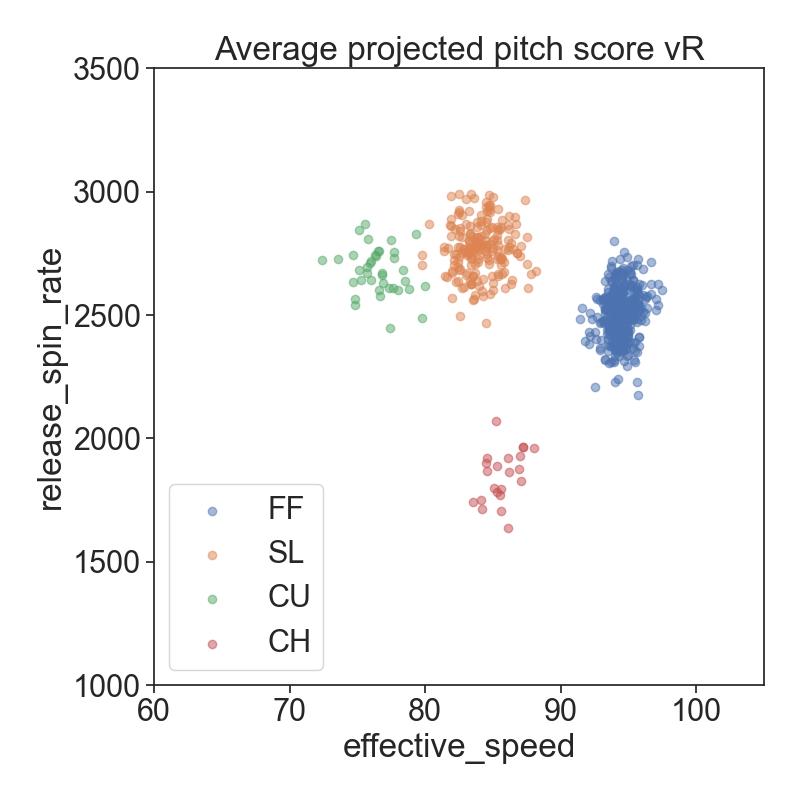 Average projected pitch score vR
3500
3000
2500
2000
1500
1000
release_spin_rate
FF
SL
CU
CH
60 70 80 90 100
effective_speed